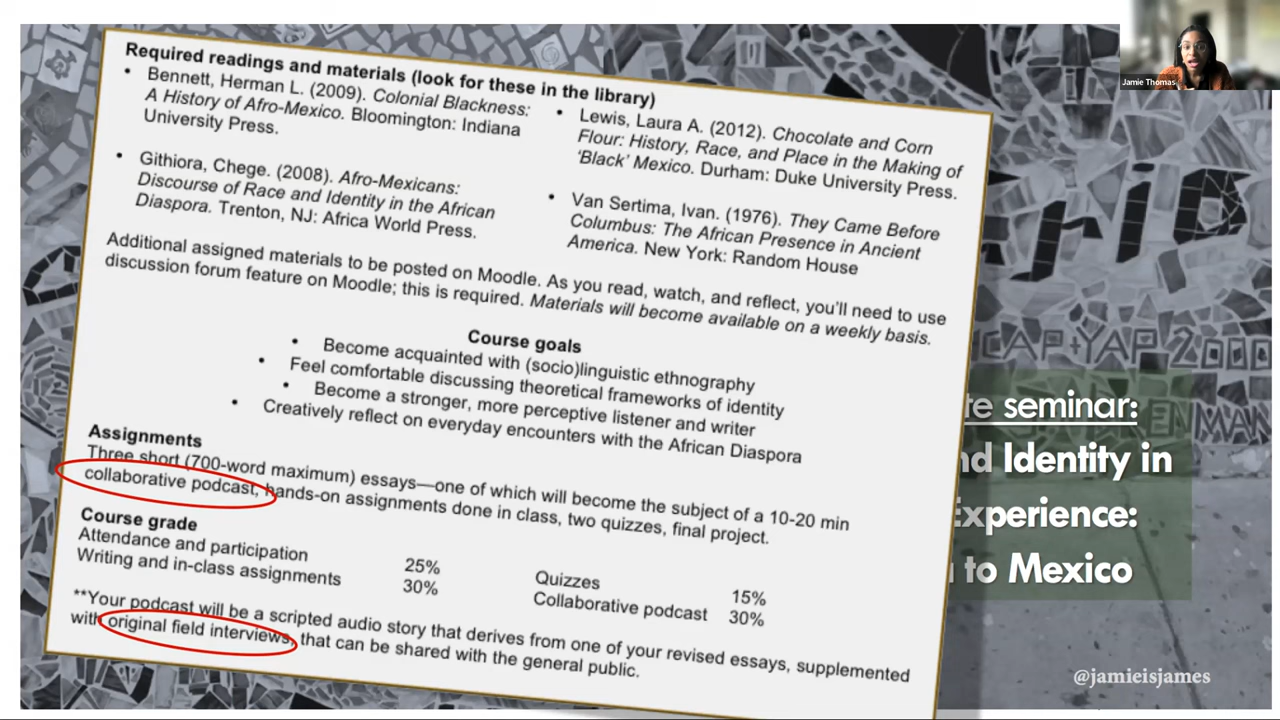 Jamie Thomas
Required readings and materials (look for these in the library)
• Bennett, Herman L. (2009). Colonial Blackness:
A History of Afro-Mexico. Bloomington: Indiana
University Press.
• Githiora, Chege. (2008). Afro-Mexicans:
Discourse of Race and Identity in the African
Diaspora. Trenton, NJ: Africa World Press.
• Lewis, Laura A. (2012). Chocolate and Corn
Flour: History, Race, and Place in the Making of
‘Black’ Mexico. Durham: Duke University Press.
• Van Sertima, Ivan. (1976). They Came Before
Columbus: The African Presence in Ancient
America. New York: Random House
Additional assigned materials to be posted on Moodle. As you read, watch, and reflect, you’ll need to use
discussion forum feature on Moodle; this is required. Materials will become available on a weekly basis.
Course goals
• Become acquainted with (socio)linguistic ethnography
• Feel comfortable discussing theoretical frameworks of identity
• Become a stronger, more perceptive listener and writer
• Creatively reflect on everyday encounters with the African Diaspora
Assignments
Three short (700-word maximum) essays—one of which will become the subject of a 10-20 min
collaborative podcast, hands-on assignments done in class, two quizzes, final project.
Course grade
Attendance and participation 25%
Writing and in-class assignments 30%
Quizzes 15%
Collaborative podcast 30%
**Your podcast will be a scripted audio story that derives from one of your revised essays, supplemented
with original field interviews, that can be shared with the general public.
seminar:
Identity in
Experience:
to Mexico
YAP 2000
@jamieisjames